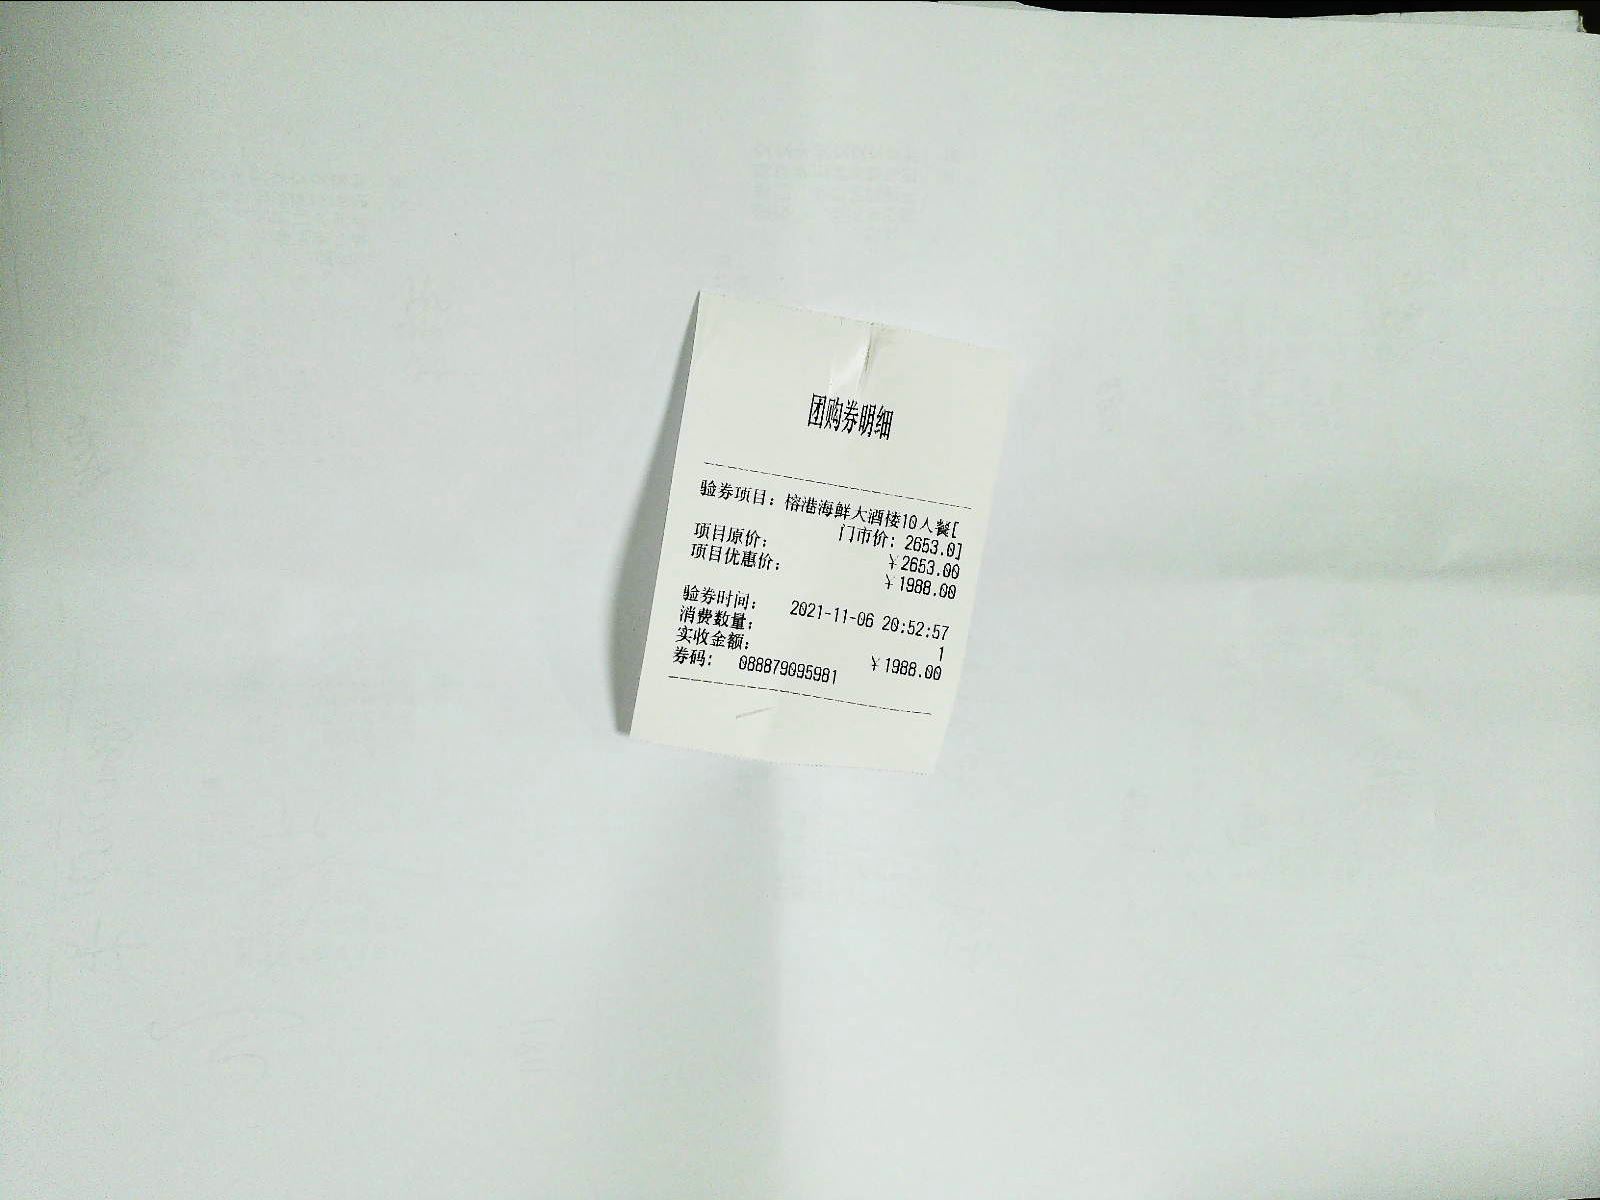 团购券明细
验券项目：榕港海鲜大酒楼10人餐[
门市价：2653.0]
项目原价： ￥2653.00
项目优惠价： ￥1988.00
验券时间： 2021-11-06 20:52:57
消费数量： 1
实收金额： ￥1988.00
券码： 088879095981